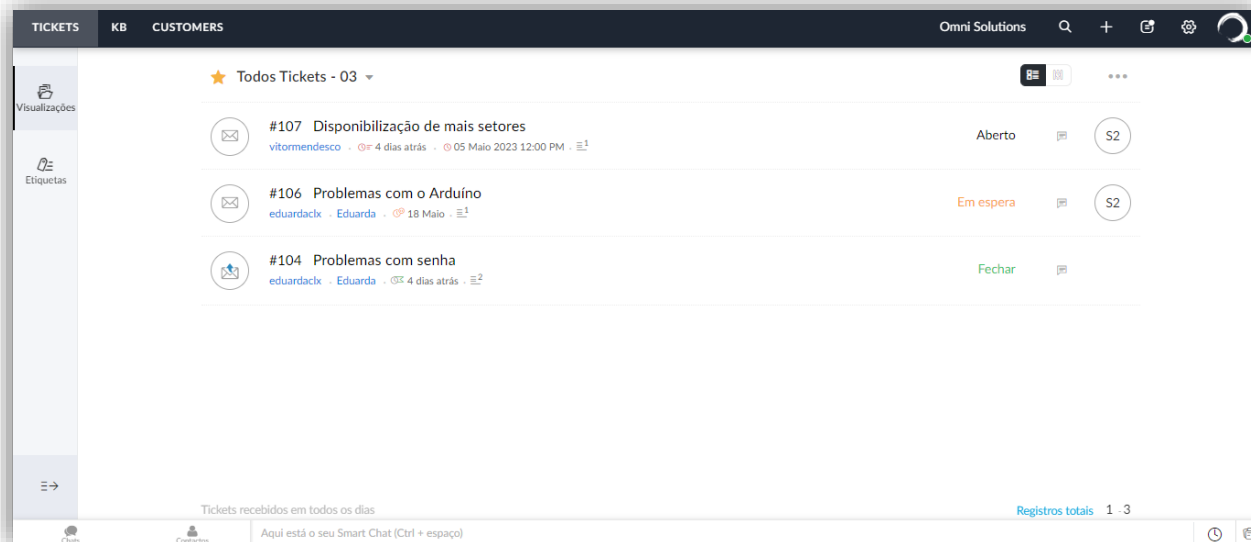 TICKETS KB CUSTOMERS Omni Solutions
Visualizações
Etiquetas
Todos Tickets - 03
#107 Disponibilização de mais setores
vitormendesco . 4 dias atrás . 05 Maio 2023 12:00 PM . 1
Aberto S2
#106 Problemas com o Arduíno
eduardaclx . Eduarda . 18 Maio . 1
Em espera S2
#104 Problemas com senha
eduardaclx . Eduarda . 4 dias atrás . 2
Fechar
Tickets recebidos em todos os dias Registros totais 1 - 3
Chats Contactos Aqui está o seu Smart Chat (Ctrl + espaço)